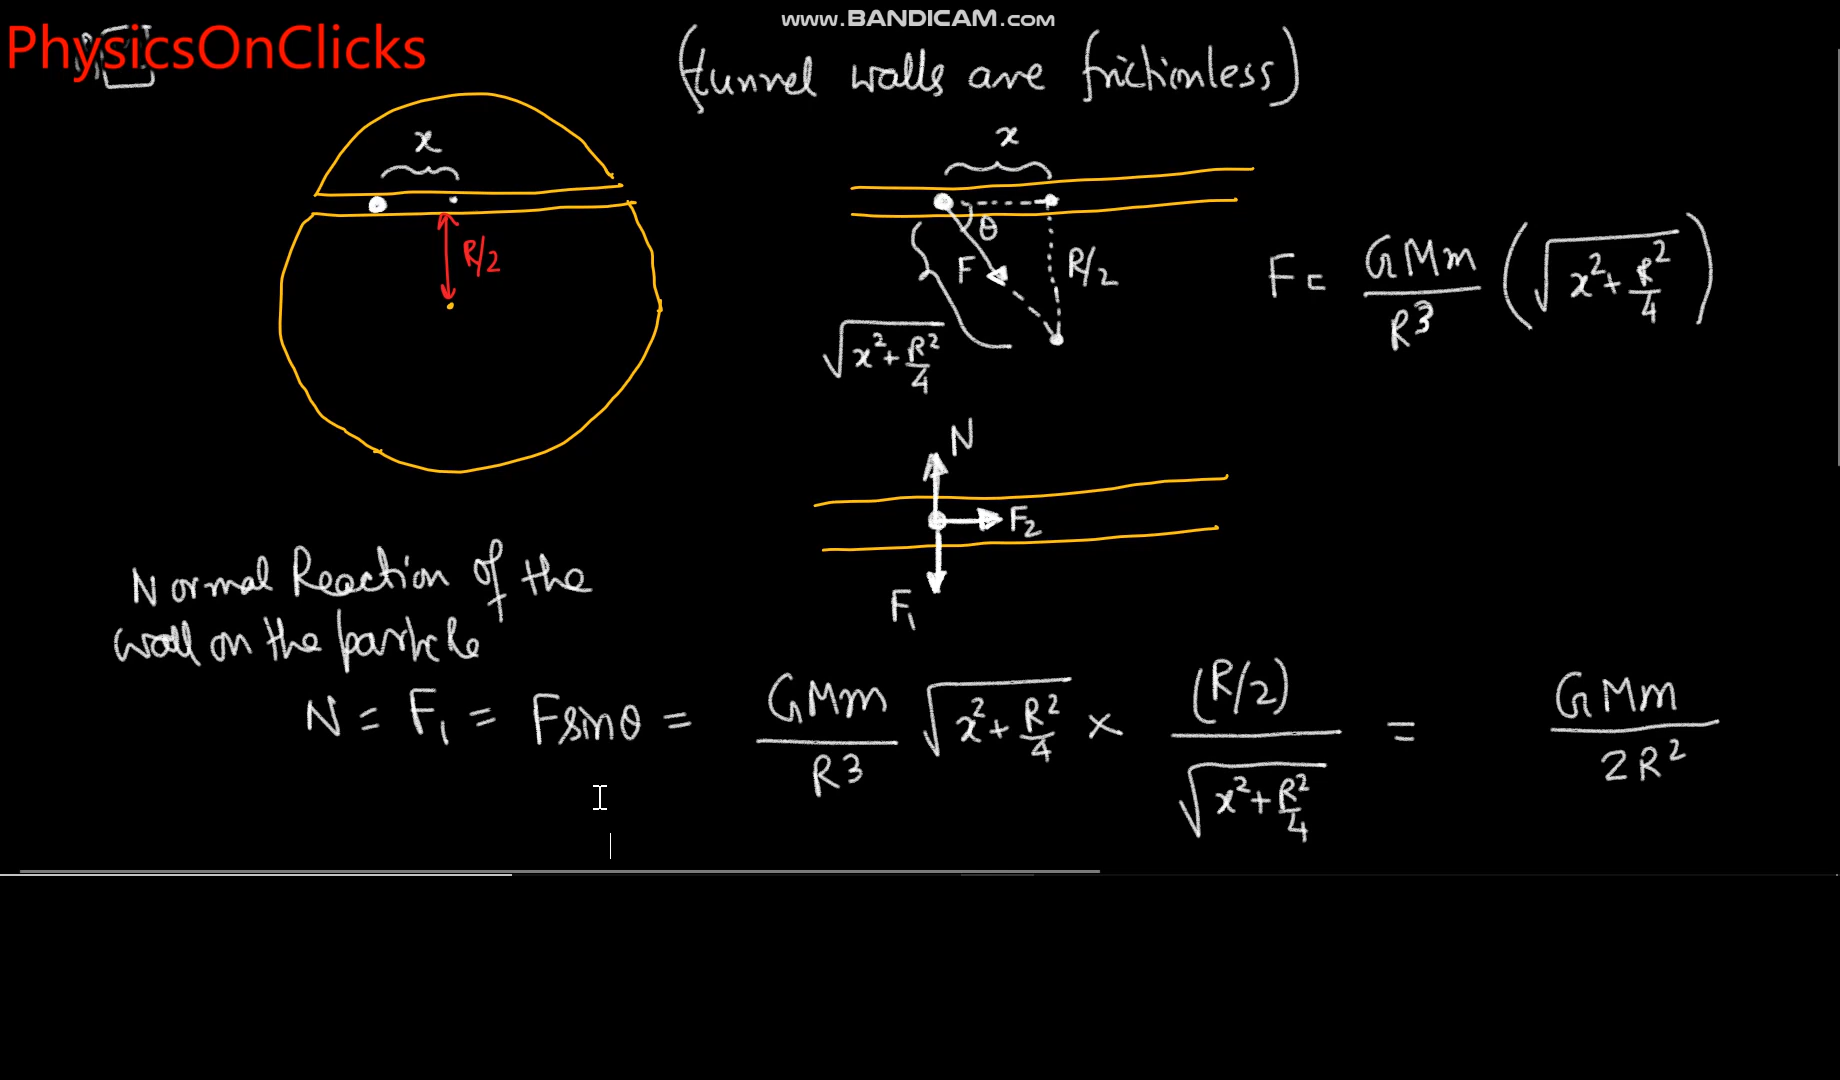 www.BANDICAM.com
PhysicsOnClicks
(tunnel walls are frictionless)
x
R/2
x
θ
F
R/2
√(x²+R²/4)
F= GMm/R³ (√(x²+R²/4))
N
F₂
F₁
Normal Reaction of the
wall on the particle
N = F₁ = Fsinθ = GMm/R³ √(x²+R²/4) × (R/2)/√(x²+R²/4) = GMm/2R²